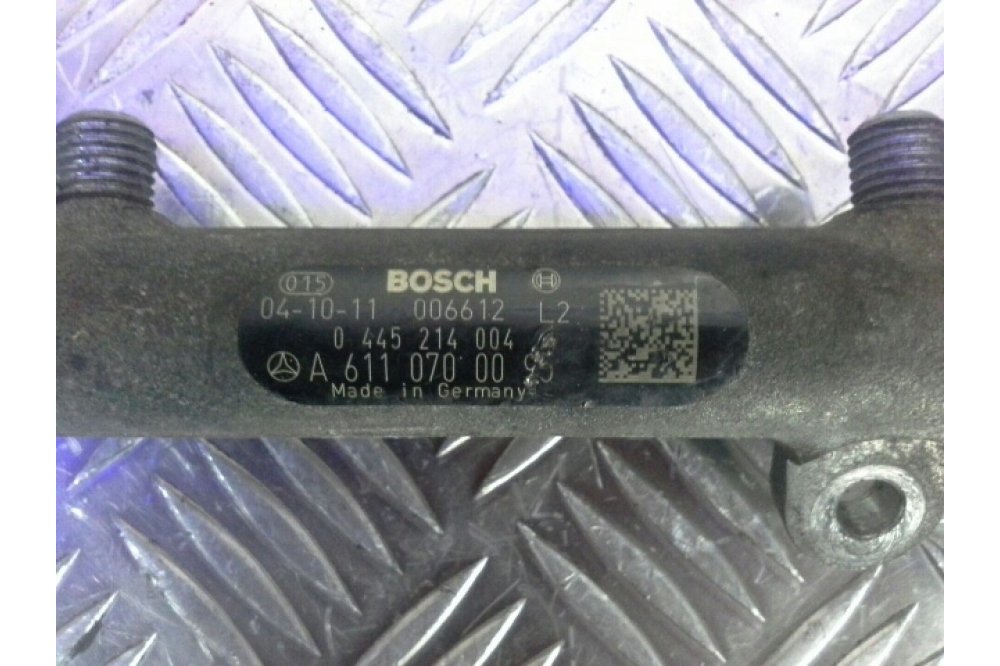 015 BOSCH
04-10-11 006612 L2
0 445 214 004
A 611 070 00 95
Made in Germany